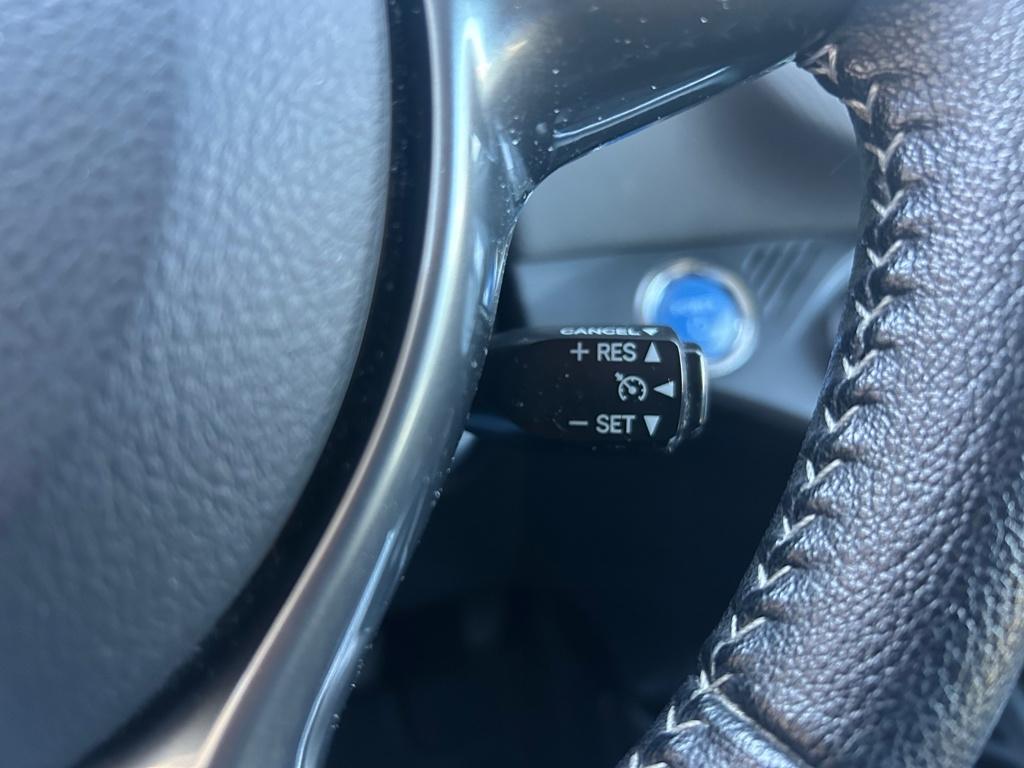 CANCEL ▼
+ RES ▲
◀
− SET ▼